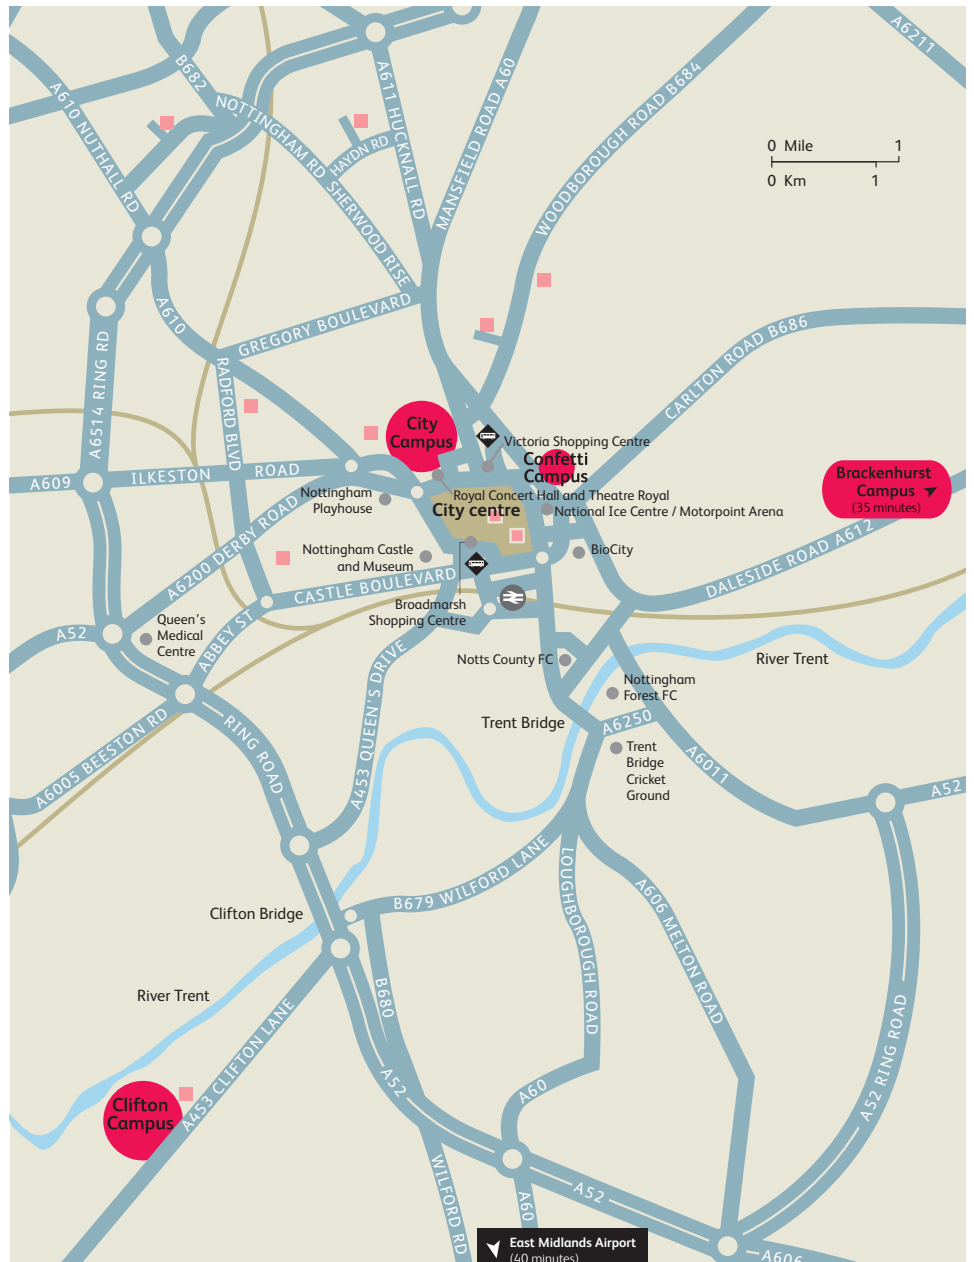 A6211
B682
A610 NUTHALL RD
NOTTINGHAM RD
A611 HUCKNALL RD
MANSFIELD ROAD A60
WOODBOROUGH ROAD B684
HAYDN RD
SHERWOOD RISE
0 Mile 1
0 Km 1
A610
GREGORY BOULEVARD
A6514 RING RD
RADFORD BLVD
CARLTON ROAD B686
City
Campus
Victoria Shopping Centre
Confetti
Campus
A609
ILKESTON ROAD
Brackenhurst
Campus
(35 minutes)
Nottingham
Playhouse
Royal Concert Hall and Theatre Royal
City centre
National Ice Centre / Motorpoint Arena
A6200 DERBY ROAD
Nottingham Castle
and Museum
BioCity
DALESIDE ROAD A612
CASTLE BOULEVARD
Broadmarsh
Shopping Centre
A52
Queen's
Medical
Centre
ABBEY ST
Notts County FC
River Trent
Nottingham
Forest FC
A453 QUEEN'S DRIVE
Trent Bridge
A6250
A6005 BEESTON RD
RING ROAD
Trent
Bridge
Cricket
Ground
A6011
A52
B679 WILFORD LANE
LOUGHBOROUGH ROAD
A606 MELTON ROAD
Clifton Bridge
River Trent
B680
A453 CLIFTON LANE
A52
A60
A52 RING ROAD
Clifton
Campus
WILFORD RD
A60
A52
East Midlands Airport
(40 minutes)
A606